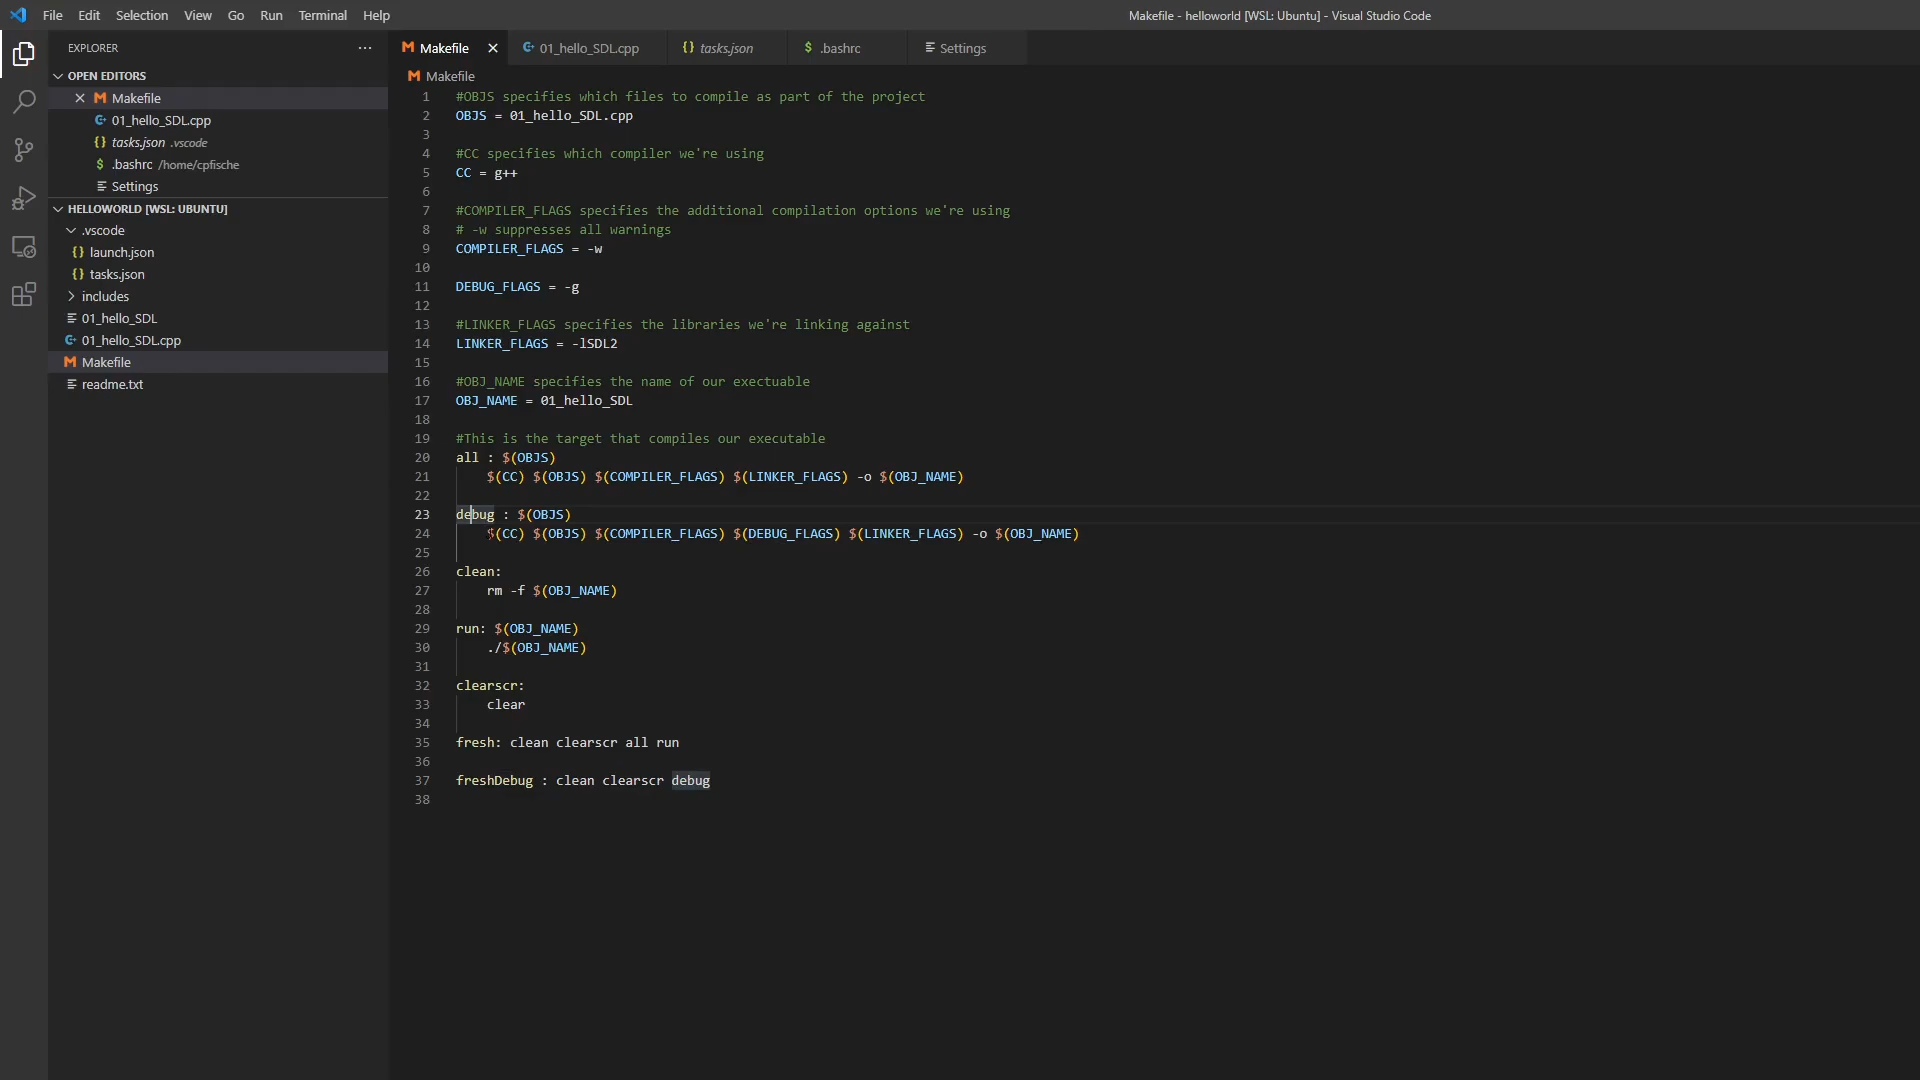 File Edit Selection View Go Run Terminal Help
Makefile - helloworld [WSL: Ubuntu] - Visual Studio Code
EXPLORER
OPEN EDITORS
Makefile
01_hello_SDL.cpp
tasks.json .vscode
.bashrc /home/cpfische
Settings
HELLOWORLD [WSL: UBUNTU]
.vscode
launch.json
tasks.json
includes
01_hello_SDL
01_hello_SDL.cpp
Makefile
readme.txt
Makefile 01_hello_SDL.cpp tasks.json .bashrc Settings
Makefile
1 #OBJS specifies which files to compile as part of the project
2 OBJS = 01_hello_SDL.cpp
3
4 #CC specifies which compiler we're using
5 CC = g++
6
7 #COMPILER_FLAGS specifies the additional compilation options we're using
8 # -w suppresses all warnings
9 COMPILER_FLAGS = -w
10
11 DEBUG_FLAGS = -g
12
13 #LINKER_FLAGS specifies the libraries we're linking against
14 LINKER_FLAGS = -lSDL2
15
16 #OBJ_NAME specifies the name of our exectuable
17 OBJ_NAME = 01_hello_SDL
18
19 #This is the target that compiles our executable
20 all : $(OBJS)
21 $(CC) $(OBJS) $(COMPILER_FLAGS) $(LINKER_FLAGS) -o $(OBJ_NAME)
22
23 debug : $(OBJS)
24 $(CC) $(OBJS) $(COMPILER_FLAGS) $(DEBUG_FLAGS) $(LINKER_FLAGS) -o $(OBJ_NAME)
25
26 clean:
27 rm -f $(OBJ_NAME)
28
29 run: $(OBJ_NAME)
30 ./$(OBJ_NAME)
31
32 clearscr:
33 clear
34
35 fresh: clean clearscr all run
36
37 freshDebug : clean clearscr debug
38